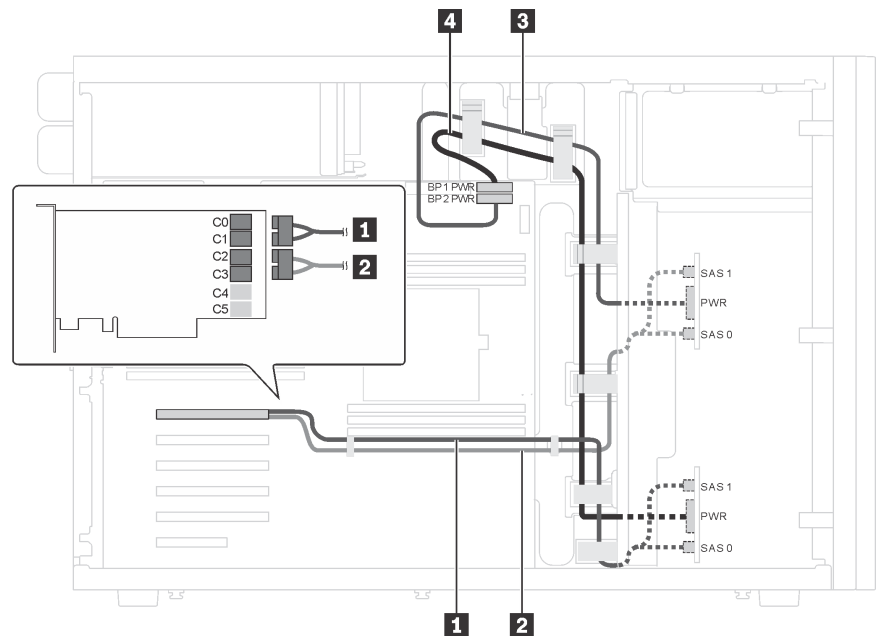 4 3
BP1 PWR
BP2 PWR
C0
C1
C2
C3
C4
C5
1
2
SAS 1
PWR
SAS 0
SAS 1
PWR
SAS 0
1 2